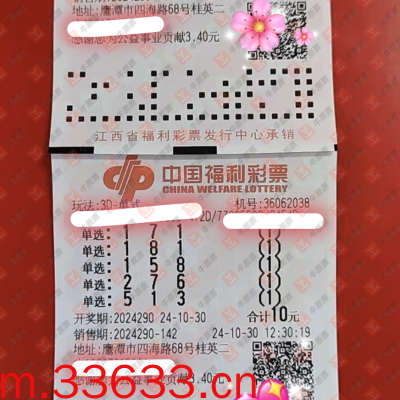 地址:鹰潭市四海路68号桂英二
感谢您为公益事业贡献3.40元
江西省福利彩票发行中心承销
中国福利彩票
CHINA WELFARE LOTTERY
玩法:3D-单式
机号:36062038
单选: 1 7 1 (1)
单选: 1 8 1 (1)
单选: 1 5 8 (1)
单选: 2 7 6 (1)
单选: 5 1 3 (1)
开奖期:2024290 24-10-30 合计10元
销售期:2024290-142 24-10-30 12:30:19
地址:鹰潭市四海路68号桂英二
3.40元
m.33633.cn